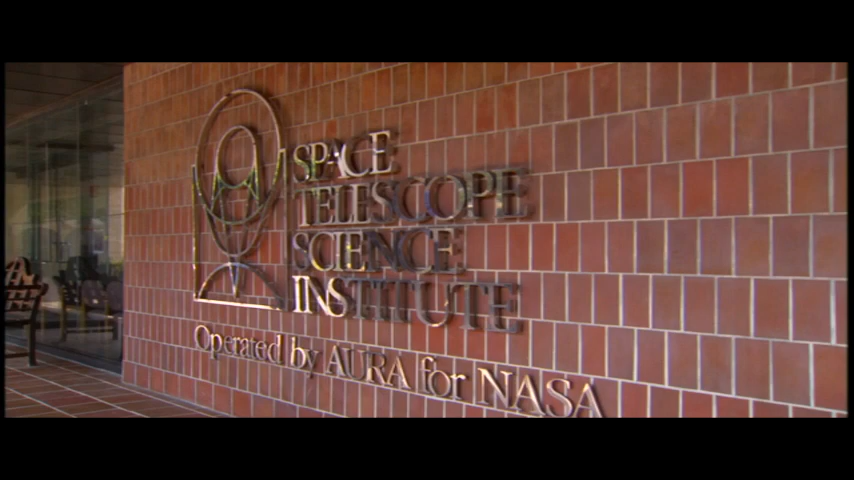 SPACE
TELESCOPE
SCIENCE
INSTITUTE
Operated by AURA for NASA